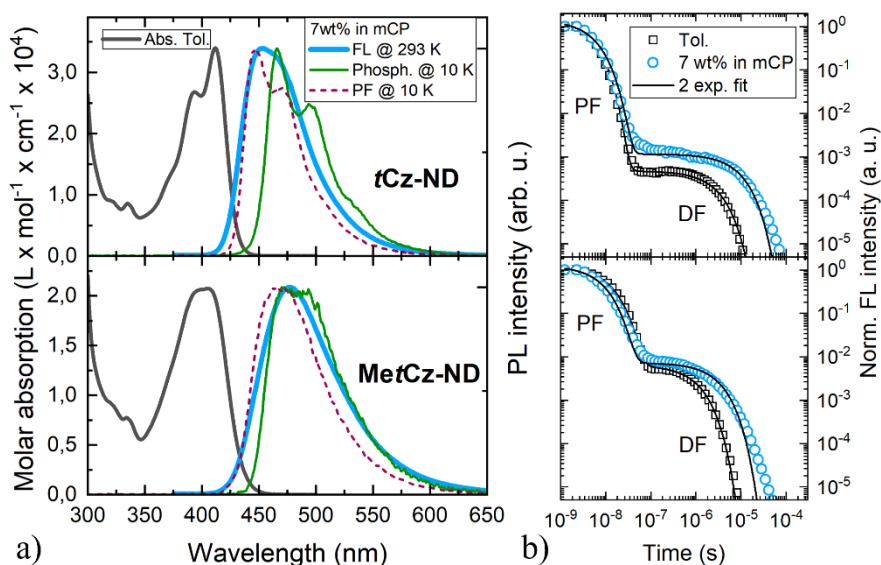 Molar absorption (L x mol⁻¹ x cm⁻¹ x 10⁴)
3,4
2,3
1,1
0,0
Abs. Tol.
7wt% in mCP
FL @ 293 K
Phosph. @ 10 K
PF @ 10 K
tCz-ND
2,0
1,5
1,0
0,5
0,0
MetCz-ND
300 350 400 450 500 550 600 650
Wavelength (nm)
a)
PL intensity (arb. u.)
Tol.
7 wt% in mCP
2 exp. fit
PF
DF
10⁰
10⁻¹
10⁻²
10⁻³
10⁻⁴
10⁻⁵
PF
DF
10⁰
10⁻¹
10⁻²
10⁻³
10⁻⁴
10⁻⁵
Norm. FL intensity (a. u.)
10⁻⁹ 10⁻⁸ 10⁻⁷ 10⁻⁶ 10⁻⁵ 10⁻⁴
Time (s)
b)